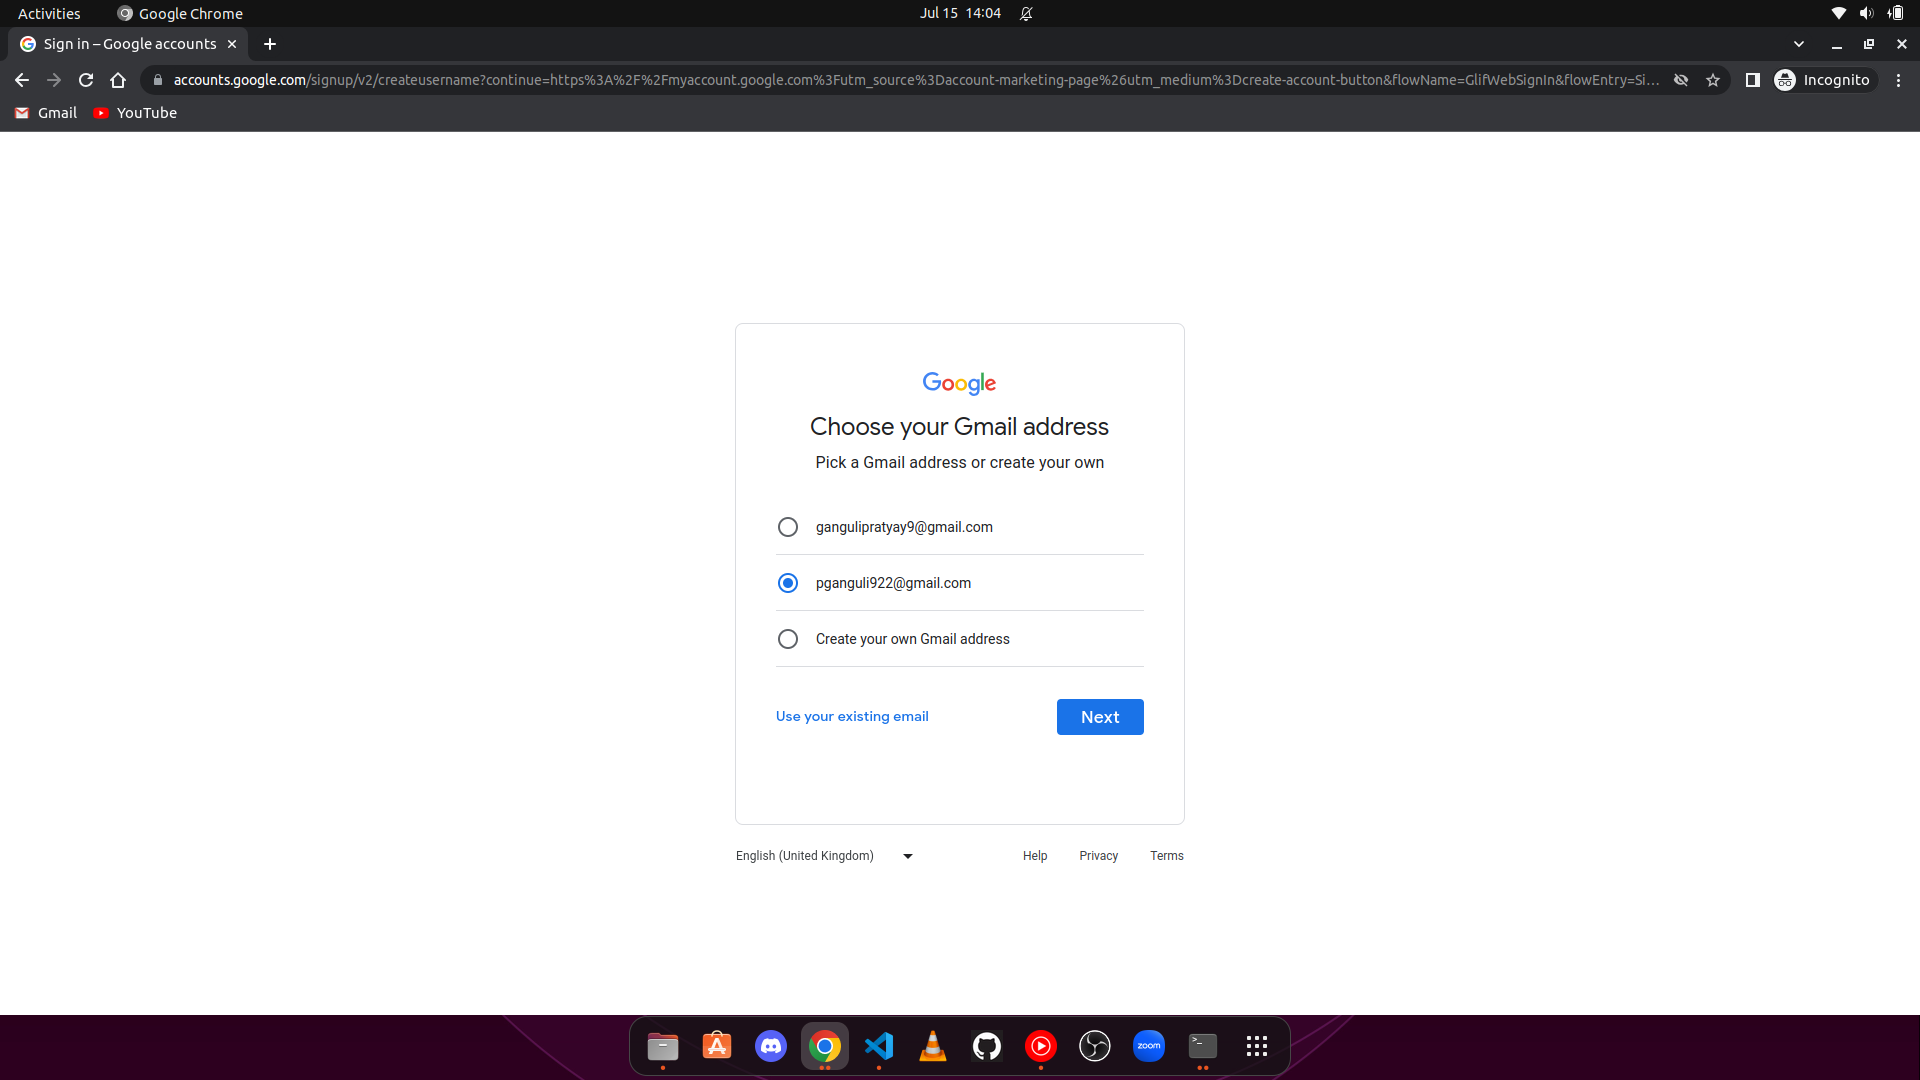 Activities
Google Chrome
Jul 15 14:04
Sign in – Google accounts
accounts.google.com/signup/v2/createusername?continue=https%3A%2F%2Fmyaccount.google.com%3Futm_source%3Daccount-marketing-page%26utm_medium%3Dcreate-account-button&flowName=GlifWebSignIn&flowEntry=Si...
Incognito
Gmail
YouTube
Google
Choose your Gmail address
Pick a Gmail address or create your own
gangulipratyay9@gmail.com
pganguli922@gmail.com
Create your own Gmail address
Use your existing email
Next
English (United Kingdom)
Help
Privacy
Terms
zoom